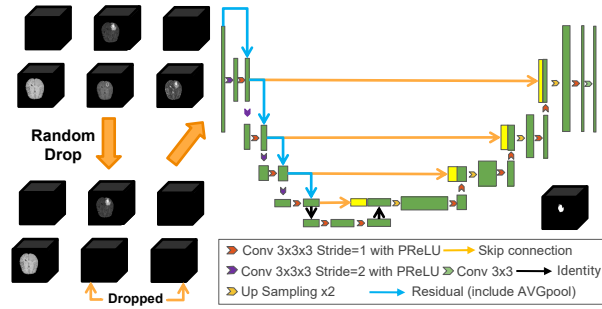 Random
Drop
Dropped
Conv 3x3x3 Stride=1 with PReLU
Skip connection
Conv 3x3x3 Stride=2 with PReLU
Conv 3x3
Identity
Up Sampling x2
Residual (include AVGpool)